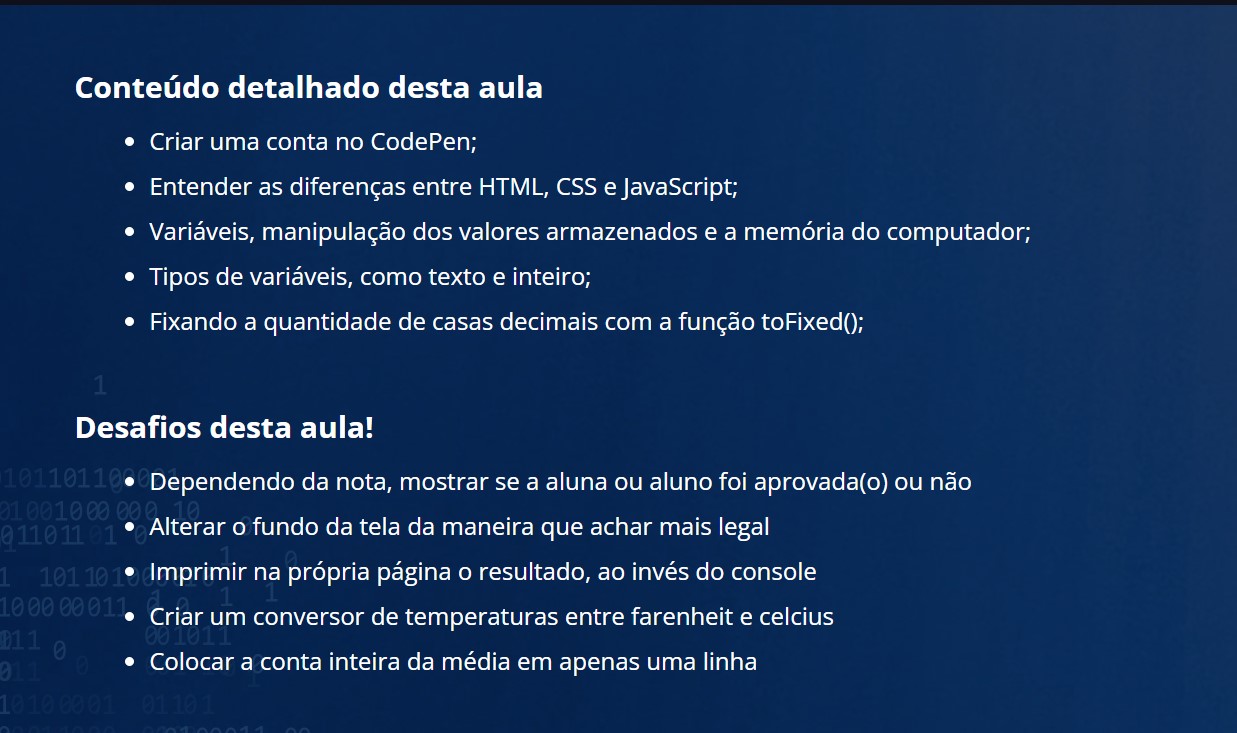 Conteúdo detalhado desta aula
Criar uma conta no CodePen;
Entender as diferenças entre HTML, CSS e JavaScript;
Variáveis, manipulação dos valores armazenados e a memória do computador;
Tipos de variáveis, como texto e inteiro;
Fixando a quantidade de casas decimais com a função toFixed();
Desafios desta aula!
Dependendo da nota, mostrar se a aluna ou aluno foi aprovada(o) ou não
Alterar o fundo da tela da maneira que achar mais legal
Imprimir na própria página o resultado, ao invés do console
Criar um conversor de temperaturas entre farenheit e celcius
Colocar a conta inteira da média em apenas uma linha